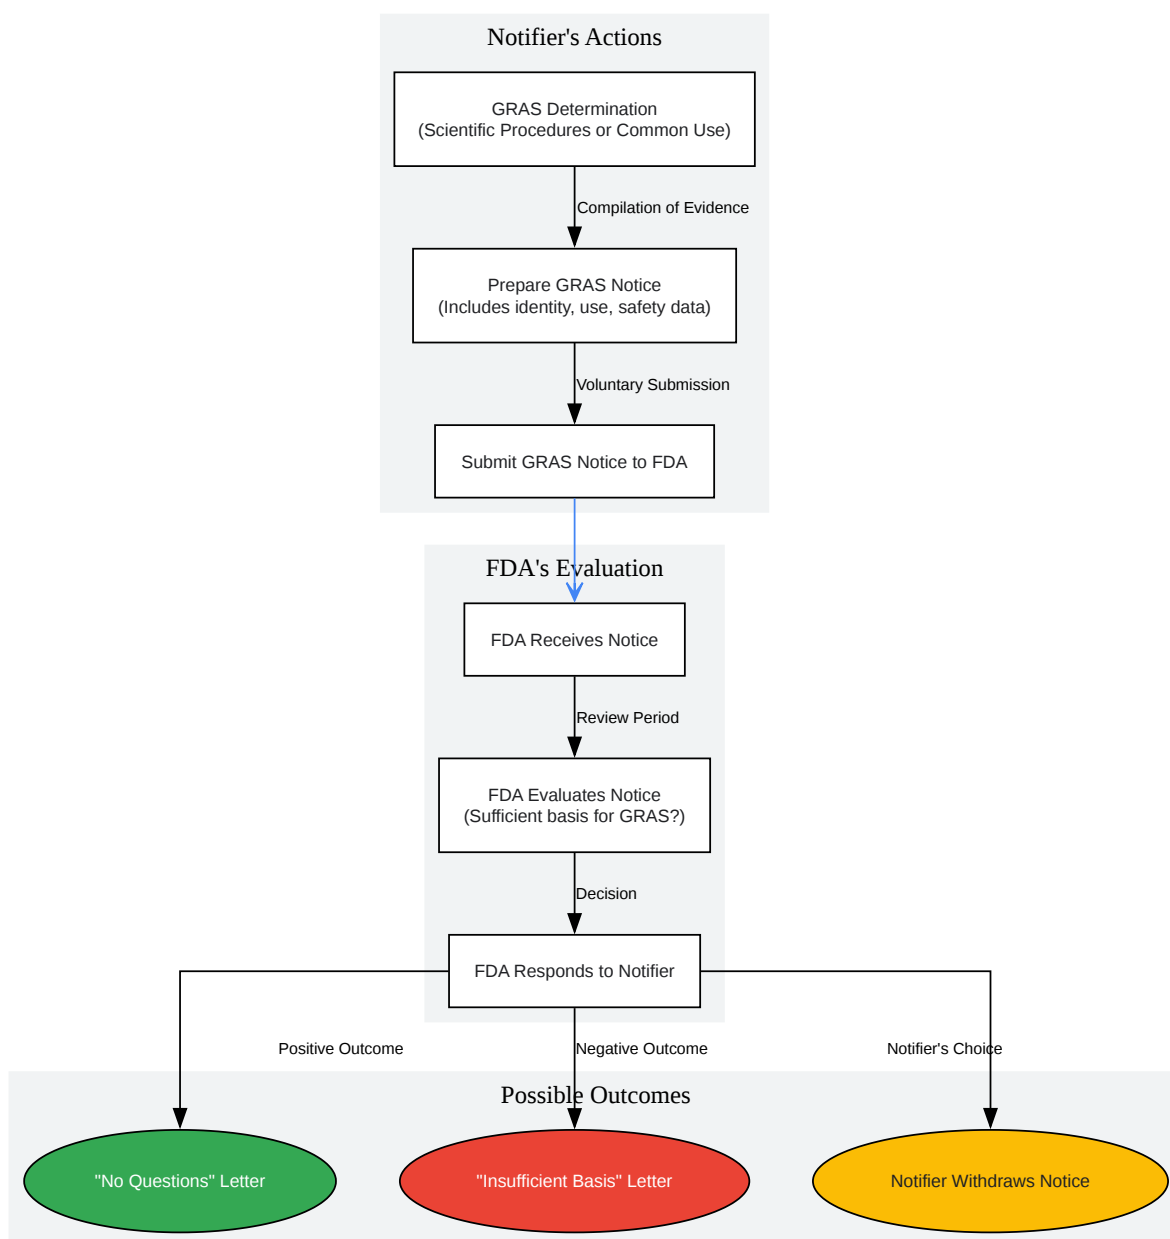 Notifier's Actions
GRAS Determination
(Scientific Procedures or Common Use)
Compilation of Evidence
Prepare GRAS Notice
(Includes identity, use, safety data)
Voluntary Submission
Submit GRAS Notice to FDA
FDA's Evaluation
FDA Receives Notice
Review Period
FDA Evaluates Notice
(Sufficient basis for GRAS?)
Decision
FDA Responds to Notifier
Positive Outcome
Negative Outcome
Notifier's Choice
Possible Outcomes
"No Questions" Letter
"Insufficient Basis" Letter
Notifier Withdraws Notice